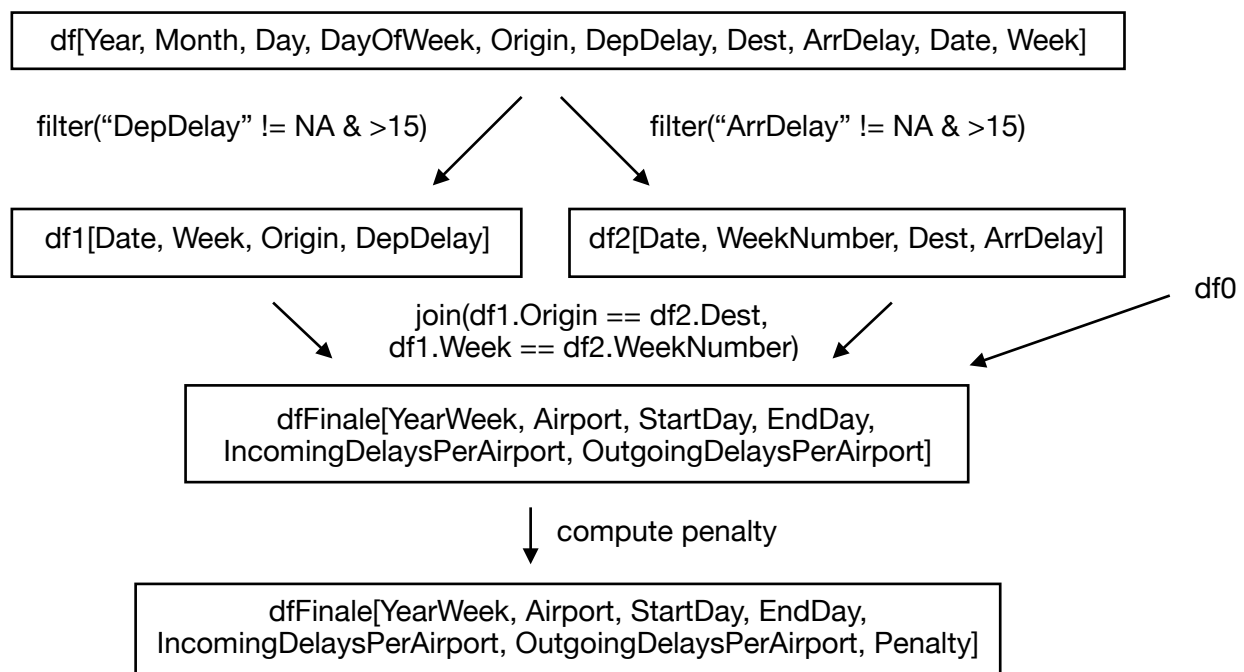 df[Year, Month, Day, DayOfWeek, Origin, DepDelay, Dest, ArrDelay, Date, Week]
filter(“DepDelay” != NA & >15)
filter(“ArrDelay” != NA & >15)
df1[Date, Week, Origin, DepDelay]
df2[Date, WeekNumber, Dest, ArrDelay]
df0
join(df1.Origin == df2.Dest,
df1.Week == df2.WeekNumber)
dfFinale[YearWeek, Airport, StartDay, EndDay,
IncomingDelaysPerAirport, OutgoingDelaysPerAirport]
compute penalty
dfFinale[YearWeek, Airport, StartDay, EndDay,
IncomingDelaysPerAirport, OutgoingDelaysPerAirport, Penalty]